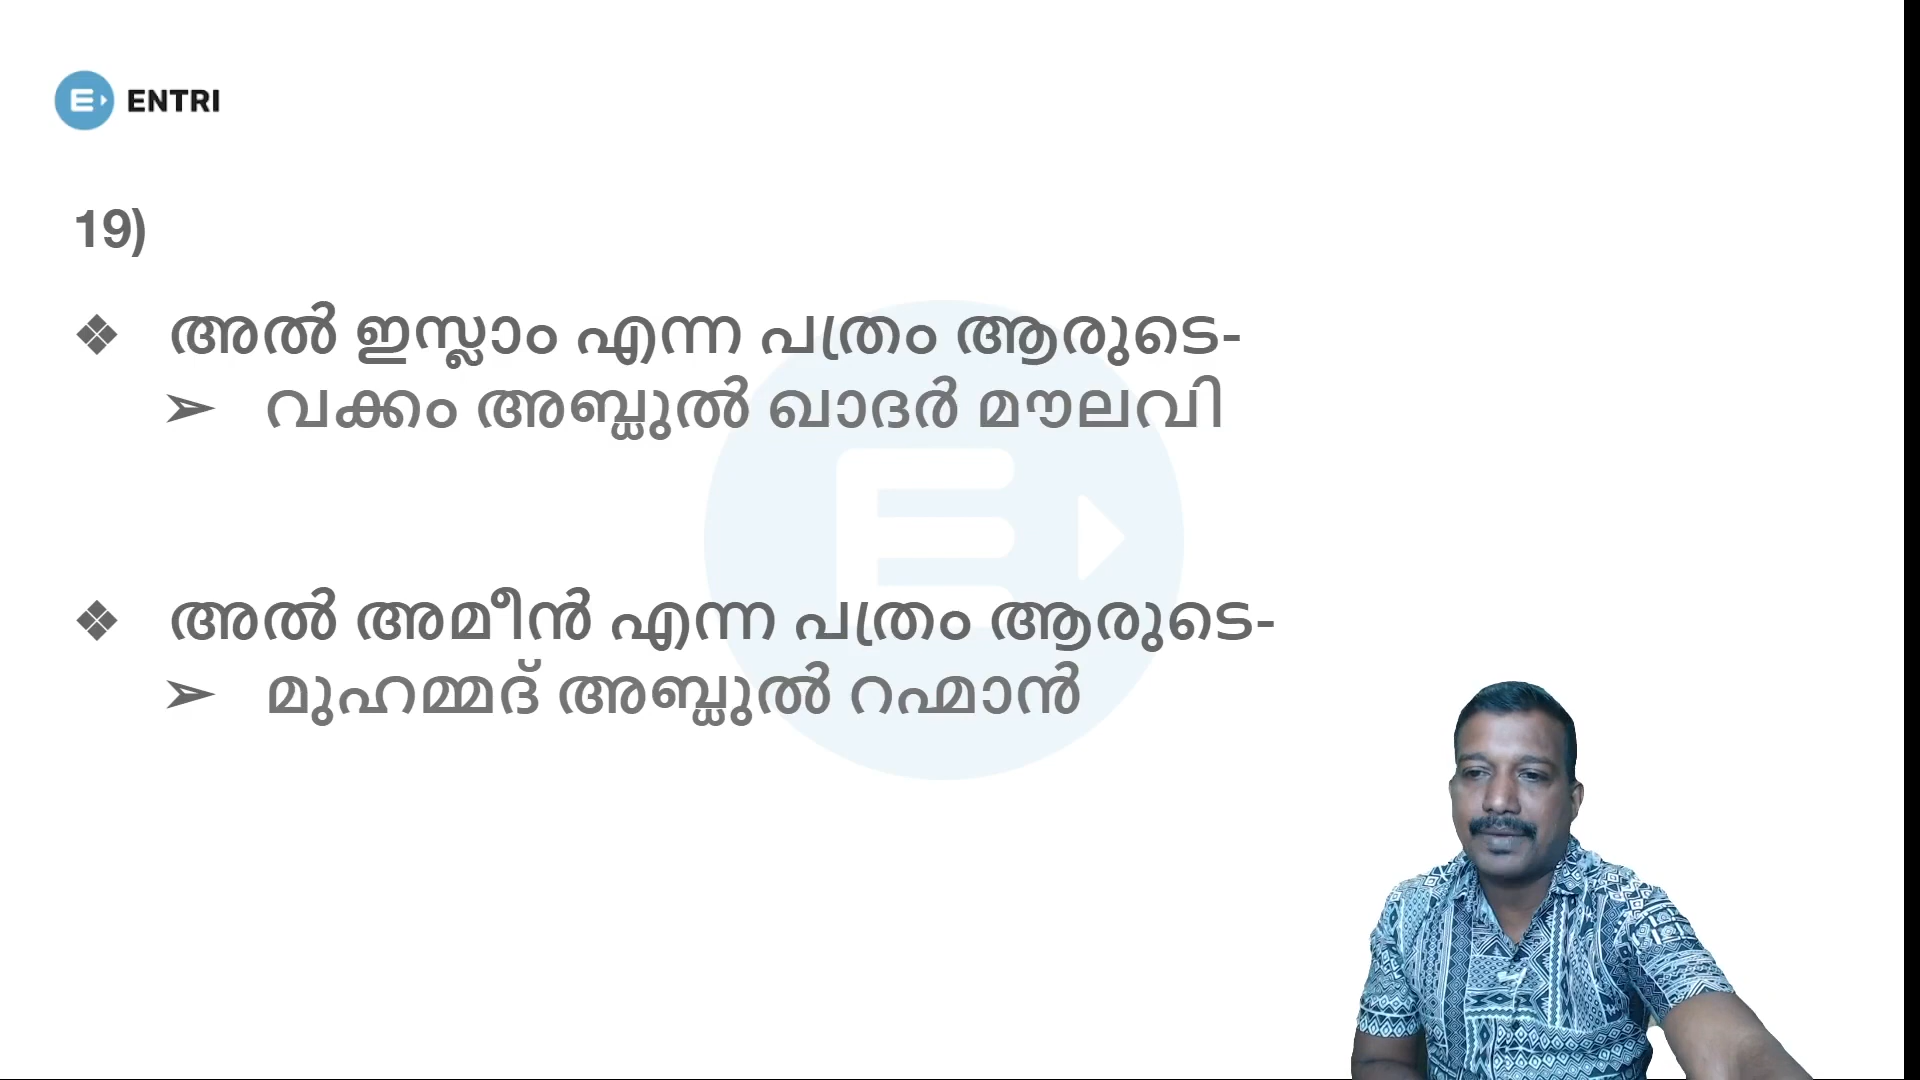 ENTRI
19)
❖ അൽ ഇസ്ലാം എന്ന പത്രം ആരുടെ-
➢ വക്കം അബ്ദുൽ ഖാദർ മൗലവി
❖ അൽ അമീൻ എന്ന പത്രം ആരുടെ-
➢ മുഹമ്മദ് അബ്ദുൽ റഹ്മാൻ